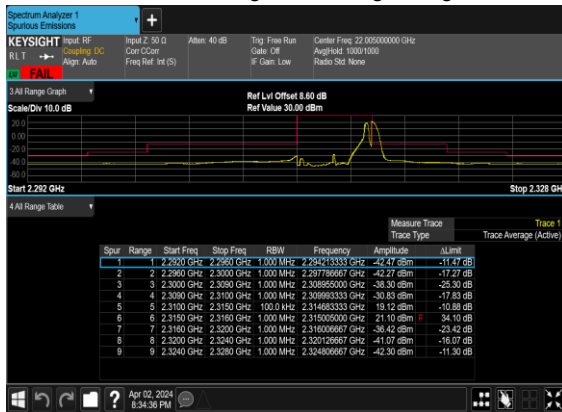 Spectrum Analyzer 1
Spurious Emissions
KEYSIGHT Input: RF Input Z: 50 Ω Atten: 40 dB Trig: Free Run Center Freq: 22.005000000 GHz
RLT Coupling: DC Corr CCorr Gate: Off Avg|Hold: 1000/1000
Align: Auto Freq Ref: Int (S) IF Gain: Low Radio Std: None
FAIL
3 All Range Graph
Ref Lvl Offset 8.60 dB
Scale/Div 10.0 dB Ref Value 30.00 dBm
20.0
0.00
-20.0
-40.0
-60.0
Start 2.292 GHz Stop 2.328 GH
4 All Range Table
Measure Trace Trace 1
Trace Type Trace Average (Active)
Spur Range Start Freq Stop Freq RBW Frequency Amplitude ΔLimit
1 1 2.2920 GHz 2.2960 GHz 1.000 MHz 2.294213333 GHz -42.47 dBm -11.47 dB
2 2 2.2960 GHz 2.3000 GHz 1.000 MHz 2.297786667 GHz -42.27 dBm -17.27 dB
3 3 2.3000 GHz 2.3090 GHz 1.000 MHz 2.308955000 GHz -38.30 dBm -25.30 dB
4 4 2.3090 GHz 2.3100 GHz 1.000 MHz 2.309993333 GHz -30.83 dBm -17.83 dB
5 5 2.3100 GHz 2.3150 GHz 100.0 kHz 2.314683333 GHz 19.12 dBm -10.88 dB
6 6 2.3150 GHz 2.3160 GHz 1.000 MHz 2.315005000 GHz 21.10 dBm F 34.10 dB
7 7 2.3160 GHz 2.3200 GHz 1.000 MHz 2.316006667 GHz -36.42 dBm -23.42 dB
8 8 2.3200 GHz 2.3240 GHz 1.000 MHz 2.320126667 GHz -41.07 dBm -16.07 dB
9 9 2.3240 GHz 2.3280 GHz 1.000 MHz 2.324806667 GHz -42.30 dBm -11.30 dB
Apr 02, 2024
8:34:36 PM